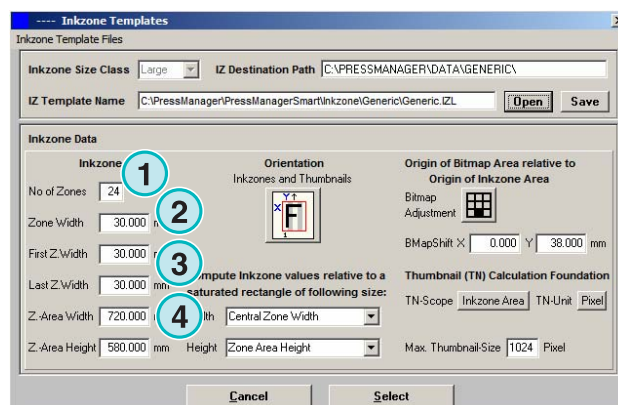 ---- Inkzone Templates
Inkzone Template Files
Inkzone Size Class Large IZ Destination Path C:\PRESSMANAGER\DATA\GENERIC\
IZ Template Name C:\PressManager\PressManagerSmart\Inkzone\Generic\Generic.IZL Open Save
Inkzone Data
Inkzone Orientation Origin of Bitmap Area relative to
Inkzones and Thumbnails Origin of Inkzone Area
1
No of Zones 24 Bitmap
Adjustment
X Y F 1
2
Zone Width 30.000
BMapShift X 0.000 Y 38.000 mm
First Z.Width 30.000
3
Compute Inkzone values relative to a Thumbnail (TN) Calculation Foundation
Last Z.Width 30.000 mm saturated rectangle of following size:
TN-Scope Inkzone Area TN-Unit Pixel
4
Z.-Area Width 720.000 Central Zone Width
Z.-Area Height 580.000 mm Height Zone Area Height Max. Thumbnail-Size 1024 Pixel
Cancel Select